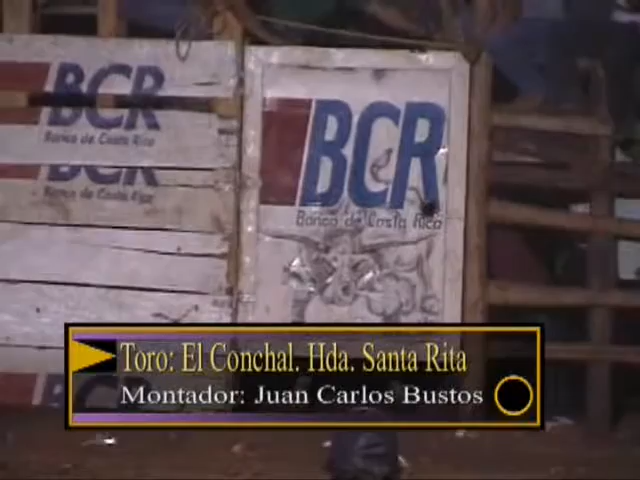 BCR
Banco de Costa Rica
BCR
Banco de Costa Rica
BCR
Banco de Costa Rica
Toro: El Conchal. Hda. Santa Rita
Montador: Juan Carlos Bustos